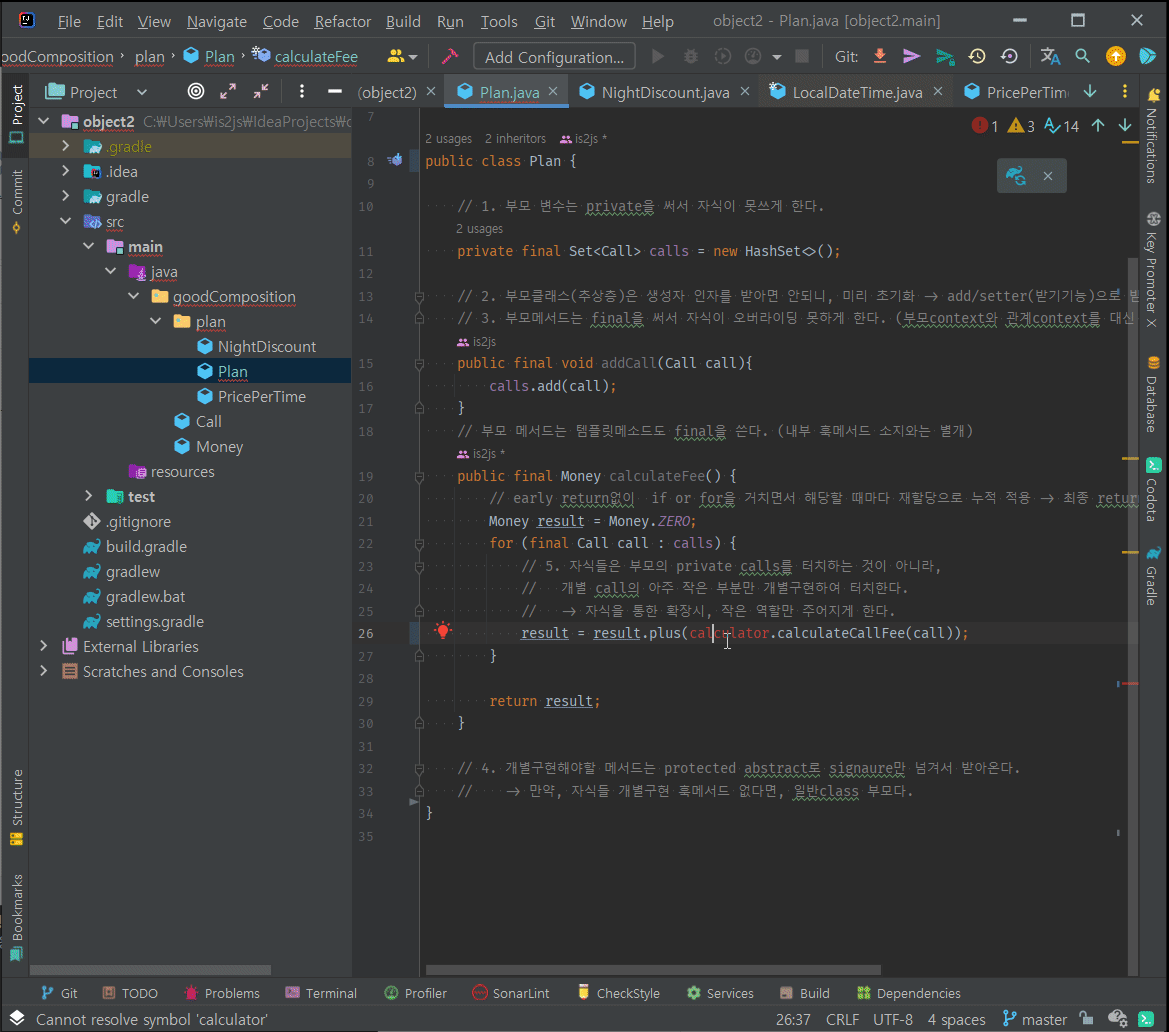 File Edit View Navigate Code Refactor Build Run Tools Git Window Help object2 - Plan.java [object2.main]
oodComposition plan Plan calculateFee Add Configuration... Git:
Project (object2) Plan.java NightDiscount.java LocalDateTime.java PricePerTim
Project
Commit
Structure
Bookmarks
object2 C:\Users\is2js\IdeaProjects\o
.gradle
.idea
gradle
src
main
java
goodComposition
plan
NightDiscount
Plan
PricePerTime
Call
Money
resources
test
.gitignore
build.gradle
gradlew
gradlew.bat
settings.gradle
External Libraries
Scratches and Consoles
1 3 14
7
2 usages 2 inheritors is2js *
8 public class Plan {
9
10 // 1. 부모 변수는 private을 써서 자식이 못쓰게 한다.
2 usages
11 private final Set<Call> calls = new HashSet<>();
12
13 // 2. 부모클래스(추상층)은 생성자 인자를 받아면 안되니, 미리 초기화 → add/setter(받기기능)으로
14 // 3. 부모메서드는 final을 써서 자식이 오버라이딩 못하게 한다. (부모context와 관계context를 대신
is2js
15 public final void addCall(Call call){
16 calls.add(call);
17 }
18 // 부모 메서드는 템플릿메소드도 final을 쓴다. (내부 훅메서드 소지와는 별개)
is2js *
19 public final Money calculateFee() {
20 // early return없이 if or for을 거치면서 해당할 때마다 재할당으로 누적 적용 → 최종 retur
21 Money result = Money.ZERO;
22 for (final Call call : calls) {
23 // 5. 자식들은 부모의 private calls를 터치하는 것이 아니라,
24 // 개별 call의 아주 작은 부분만 개별구현하여 터치한다.
25 // → 자식을 통한 확장시, 작은 역할만 주어지게 한다.
26 result = result.plus(calculator.calculateCallFee(call));
27 }
28
29 return result;
30 }
31
32 // 4. 개별구현해야할 메서드는 protected abstract로 signaure만 넘겨서 받아온다.
33 // → 만약, 자식들 개별구현 훅메서드 없다면, 일반class 부모다.
34 }
35
Notifications
Key Promoter X
Database
Codota
Gradle
Git TODO Problems Terminal Profiler SonarLint CheckStyle Services Build Dependencies
Cannot resolve symbol 'calculator' 26:37 CRLF UTF-8 4 spaces master